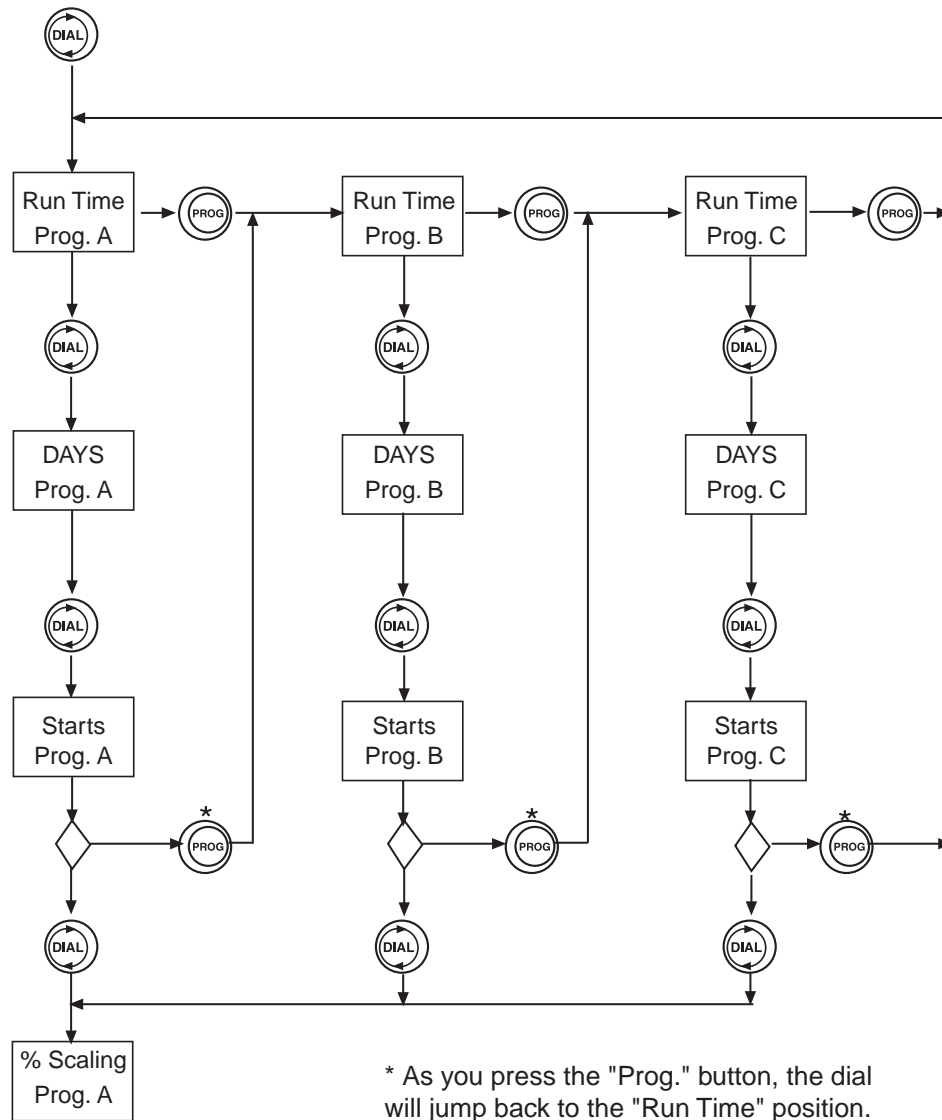 DIAL
Run Time
Prog. A
PROG
Run Time
Prog. B
PROG
Run Time
Prog. C
PROG
DIAL
DIAL
DIAL
DAYS
Prog. A
DAYS
Prog. B
DAYS
Prog. C
DIAL
DIAL
DIAL
Starts
Prog. A
Starts
Prog. B
Starts
Prog. C
*
PROG
*
PROG
*
PROG
DIAL
DIAL
DIAL
% Scaling
Prog. A
* As you press the "Prog." button, the dial
will jump back to the "Run Time" position.